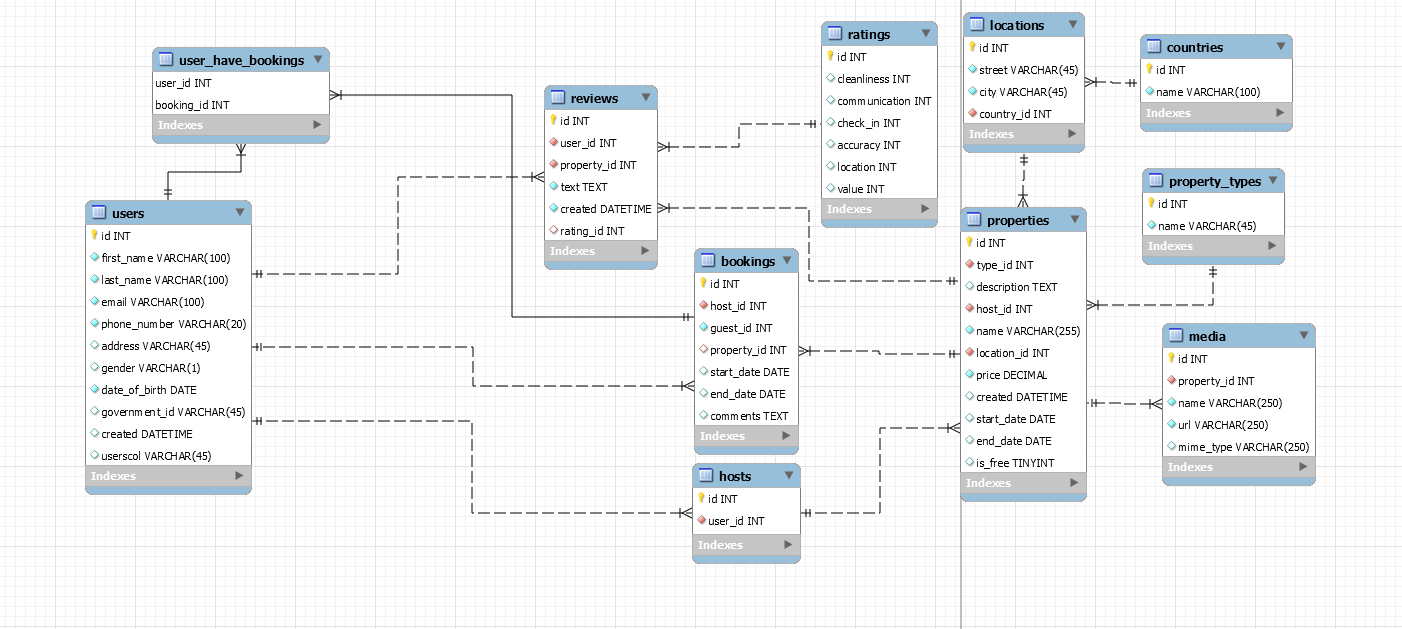 user_have_bookings
user_id INT
booking_id INT
Indexes
users
id INT
first_name VARCHAR(100)
last_name VARCHAR(100)
email VARCHAR(100)
phone_number VARCHAR(20)
address VARCHAR(45)
gender VARCHAR(1)
date_of_birth DATE
government_id VARCHAR(45)
created DATETIME
userscol VARCHAR(45)
Indexes
reviews
id INT
user_id INT
property_id INT
text TEXT
created DATETIME
rating_id INT
Indexes
ratings
id INT
cleanliness INT
communication INT
check_in INT
accuracy INT
location INT
value INT
Indexes
bookings
id INT
host_id INT
guest_id INT
property_id INT
start_date DATE
end_date DATE
comments TEXT
Indexes
hosts
id INT
user_id INT
Indexes
locations
id INT
street VARCHAR(45)
city VARCHAR(45)
country_id INT
Indexes
countries
id INT
name VARCHAR(100)
Indexes
properties
id INT
type_id INT
description TEXT
host_id INT
name VARCHAR(255)
location_id INT
price DECIMAL
created DATETIME
start_date DATE
end_date DATE
is_free TINYINT
Indexes
property_types
id INT
name VARCHAR(45)
Indexes
media
id INT
property_id INT
name VARCHAR(250)
url VARCHAR(250)
mime_type VARCHAR(250)
Indexes